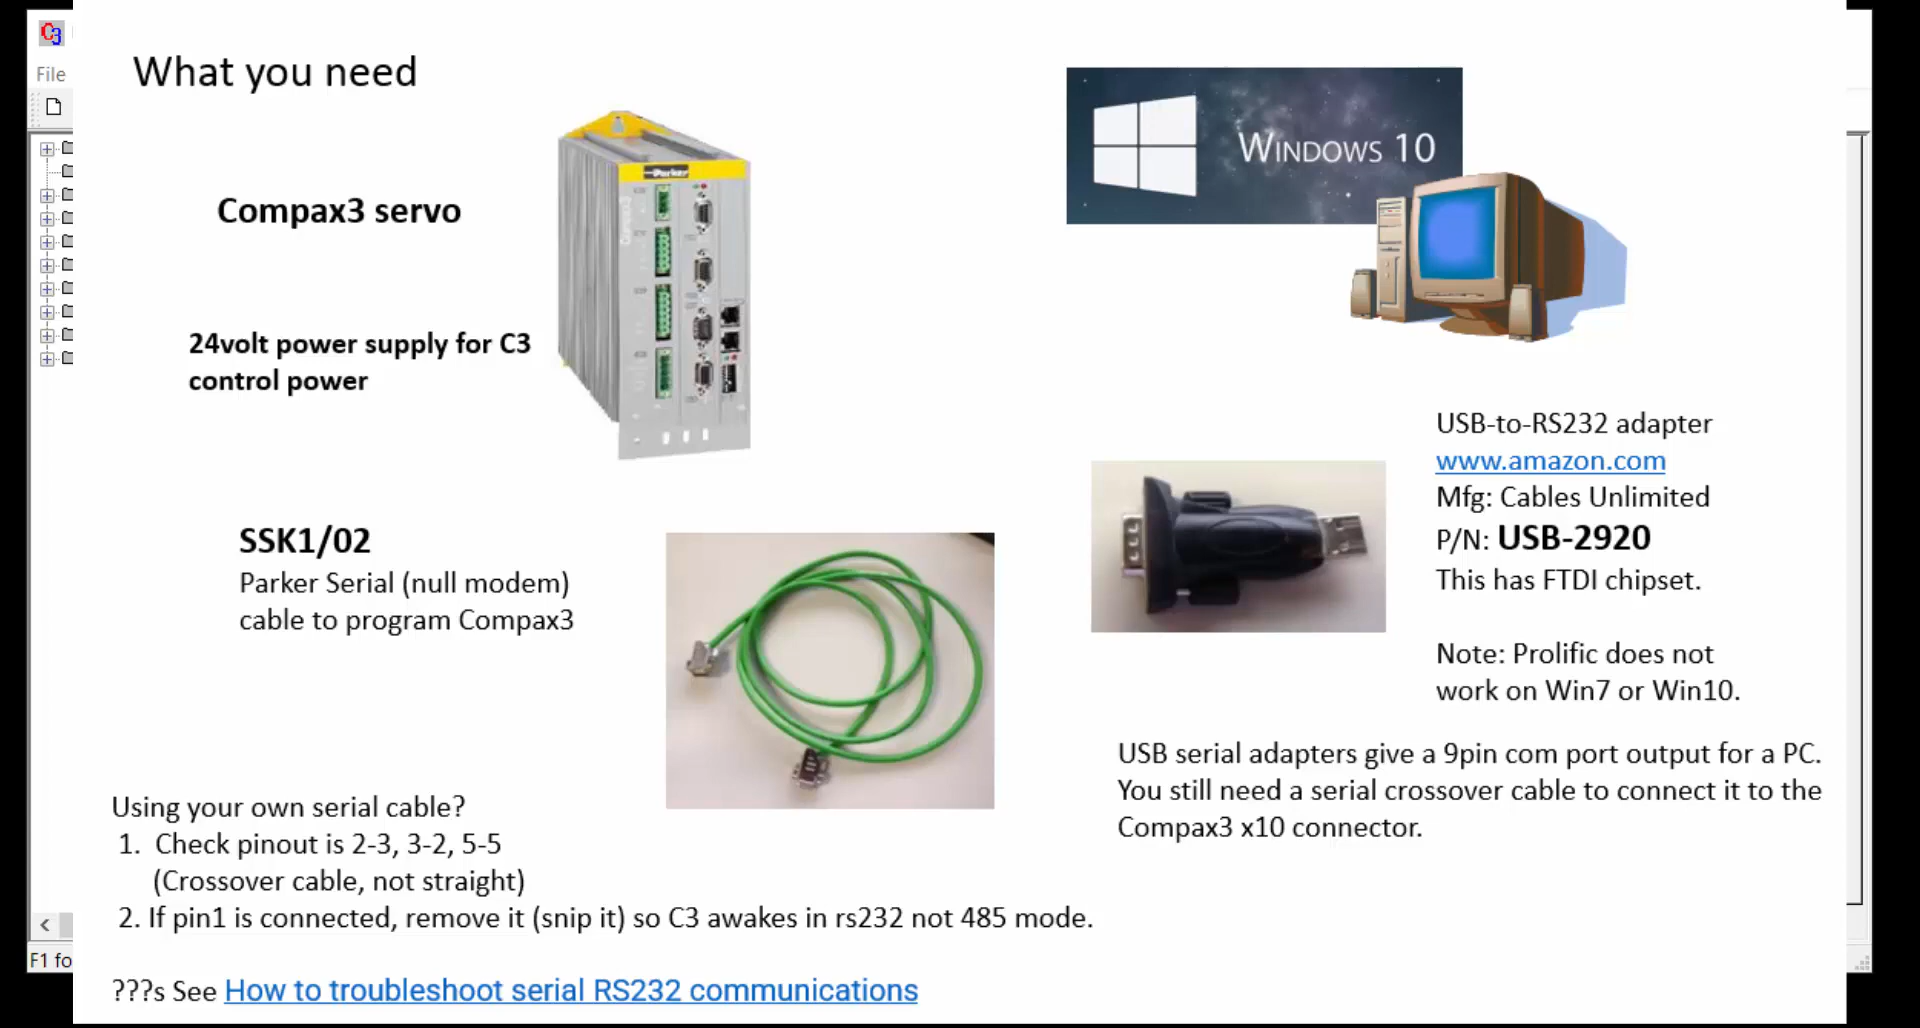 What you need
File
WINDOWS 10
Parker
Compax3 servo
24volt power supply for C3
control power
USB-to-RS232 adapter
www.amazon.com
Mfg: Cables Unlimited
P/N: USB-2920
This has FTDI chipset.
Note: Prolific does not
work on Win7 or Win10.
SSK1/02
Parker Serial (null modem)
cable to program Compax3
USB serial adapters give a 9pin com port output for a PC.
You still need a serial crossover cable to connect it to the
Compax3 x10 connector.
Using your own serial cable?
1. Check pinout is 2-3, 3-2, 5-5
(Crossover cable, not straight)
2. If pin1 is connected, remove it (snip it) so C3 awakes in rs232 not 485 mode.
F1 fo
???s See How to troubleshoot serial RS232 communications